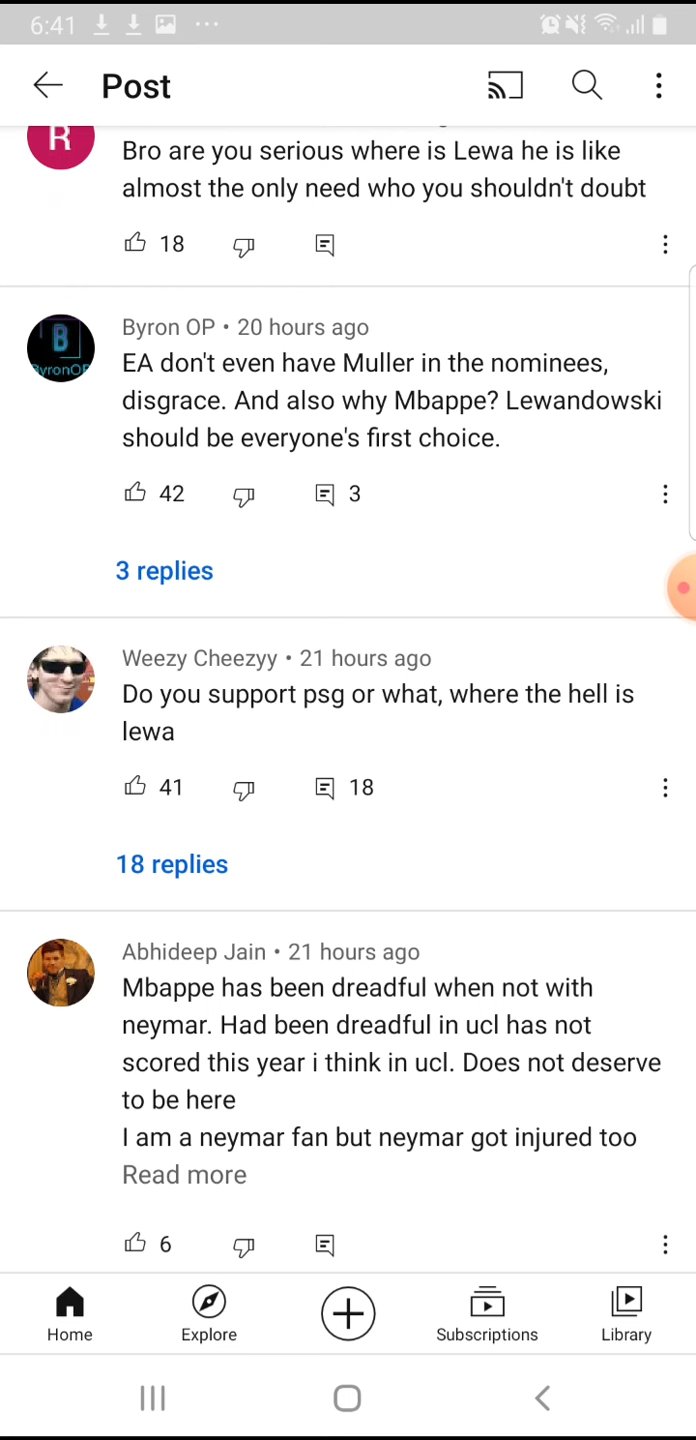 6:41
Post
R
Bro are you serious where is Lewa he is like
almost the only need who you shouldn't doubt
18
B
ByronOP
Byron OP • 20 hours ago
EA don't even have Muller in the nominees,
disgrace. And also why Mbappe? Lewandowski
should be everyone's first choice.
42
3
3 replies
Weezy Cheezyy • 21 hours ago
Do you support psg or what, where the hell is
lewa
41
18
18 replies
Abhideep Jain • 21 hours ago
Mbappe has been dreadful when not with
neymar. Had been dreadful in ucl has not
scored this year i think in ucl. Does not deserve
to be here
I am a neymar fan but neymar got injured too
Read more
6
Home
Explore
Subscriptions
Library